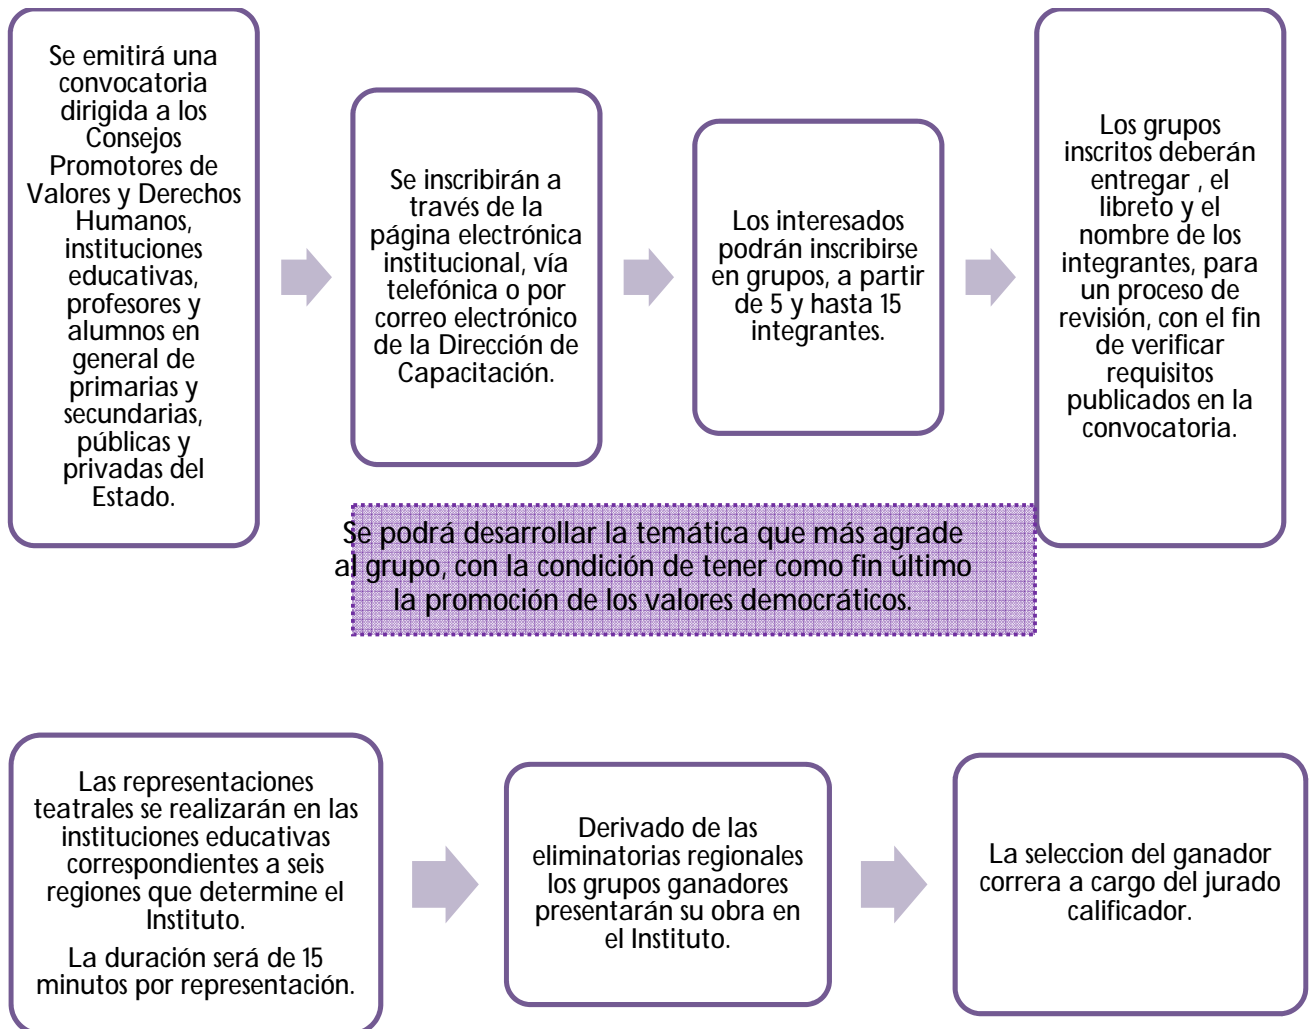 Se emitirá una
convocatoria
dirigida a los
Consejos
Promotores de
Valores y Derechos
Humanos,
instituciones
educativas,
profesores y
alumnos en
general de
primarias y
secundarias,
públicas y
privadas del
Estado.
Se inscribirán a
través de la
página electrónica
institucional, vía
telefónica o por
correo electrónico
de la Dirección de
Capacitación.
Los interesados
podrán inscribirse
en grupos, a partir
de 5 y hasta 15
integrantes.
Los grupos
inscritos deberán
entregar , el
libreto y el
nombre de los
integrantes, para
un proceso de
revisión, con el fin
de verificar
requisitos
publicados en la
convocatoria.
Se podrá desarrollar la temática que más agrade
al grupo, con la condición de tener como fin último
la promoción de los valores democráticos.
Las representaciones
teatrales se realizarán en las
instituciones educativas
correspondientes a seis
regiones que determine el
Instituto.
La duración será de 15
minutos por representación.
Derivado de las
eliminatorias regionales
los grupos ganadores
presentarán su obra en
el Instituto.
La seleccion del ganador
correra a cargo del jurado
calificador.